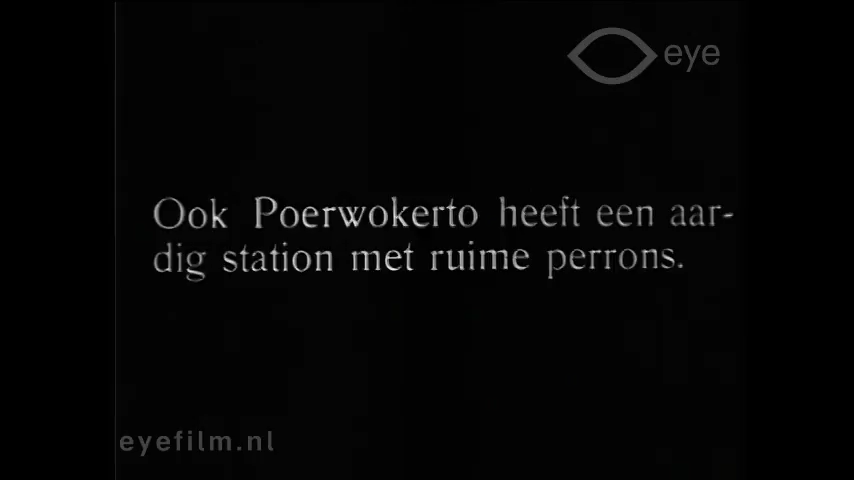 eye
Ook Poerwokerto heeft een aar-
dig station met ruime perrons.
eyefilm.nl